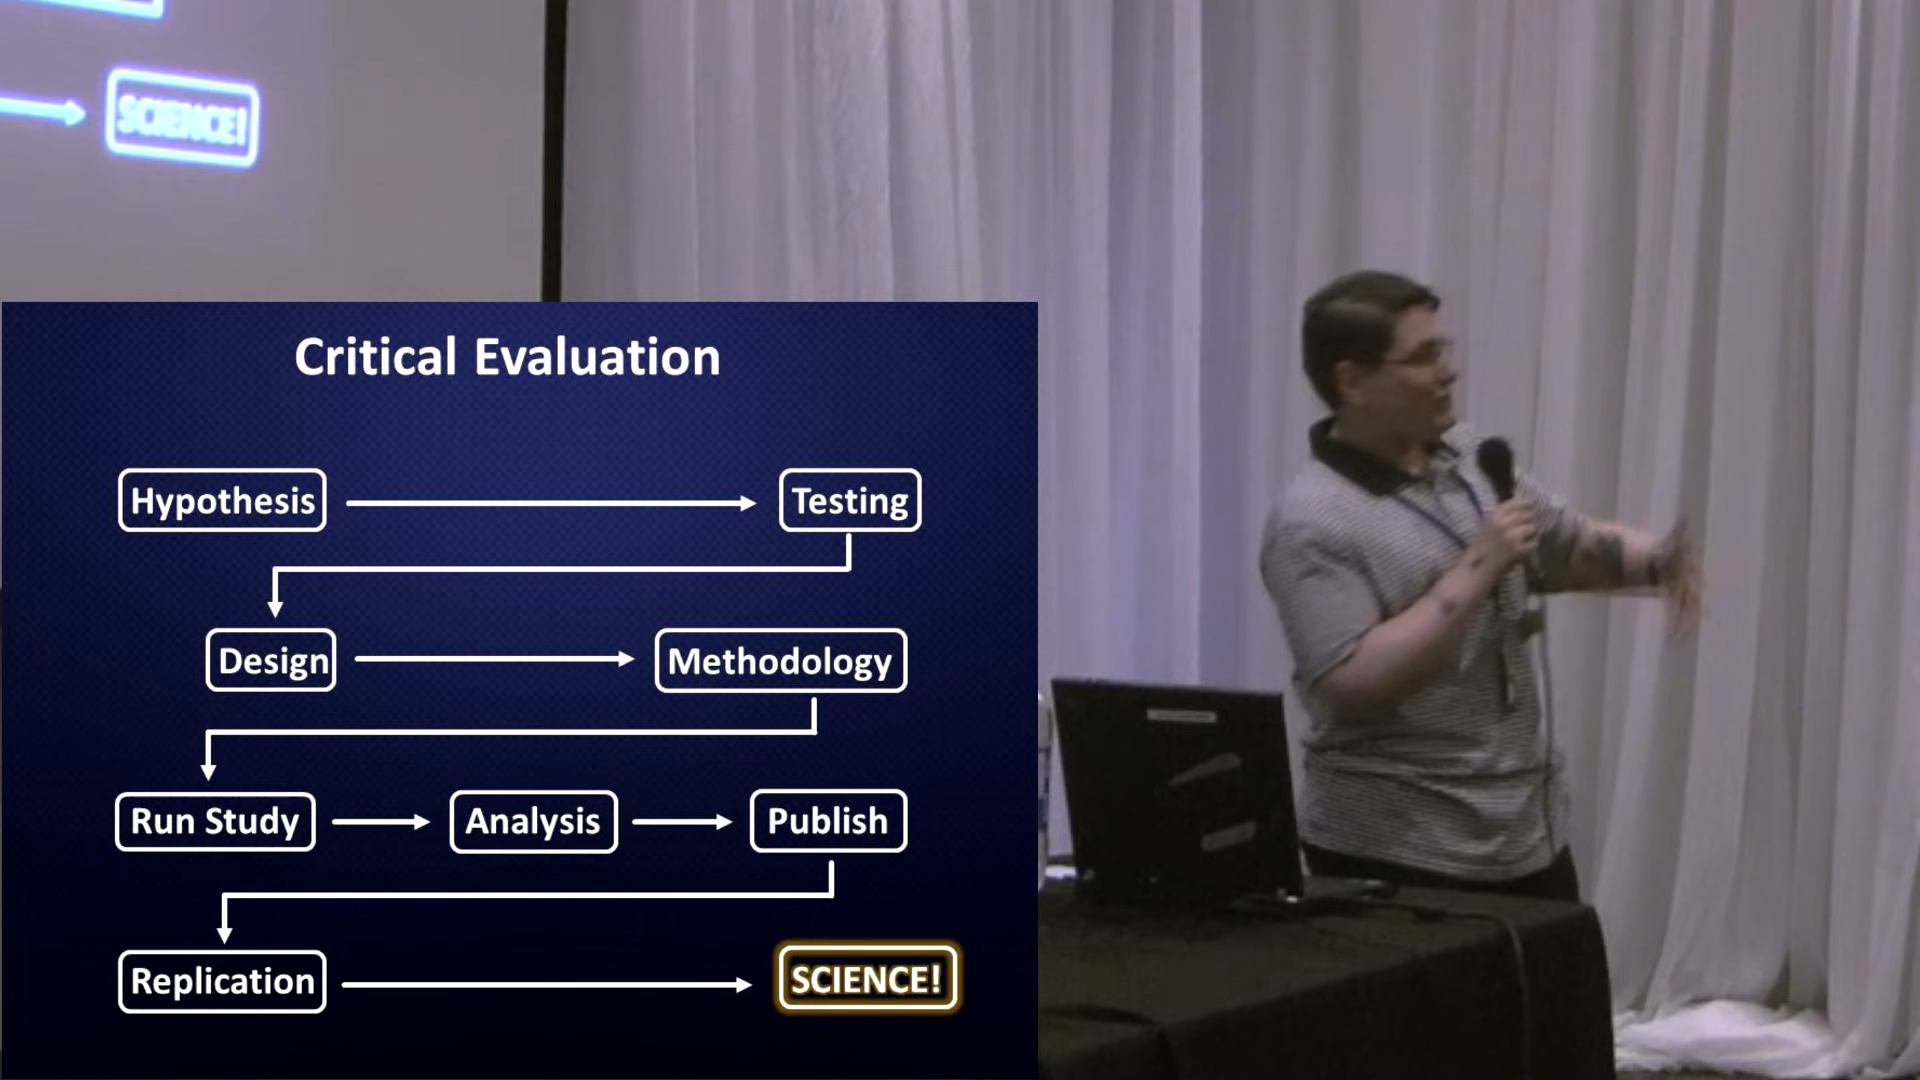 SCIENCE!
Critical Evaluation
Hypothesis
Testing
Design
Methodology
Run Study
Analysis
Publish
Replication
SCIENCE!